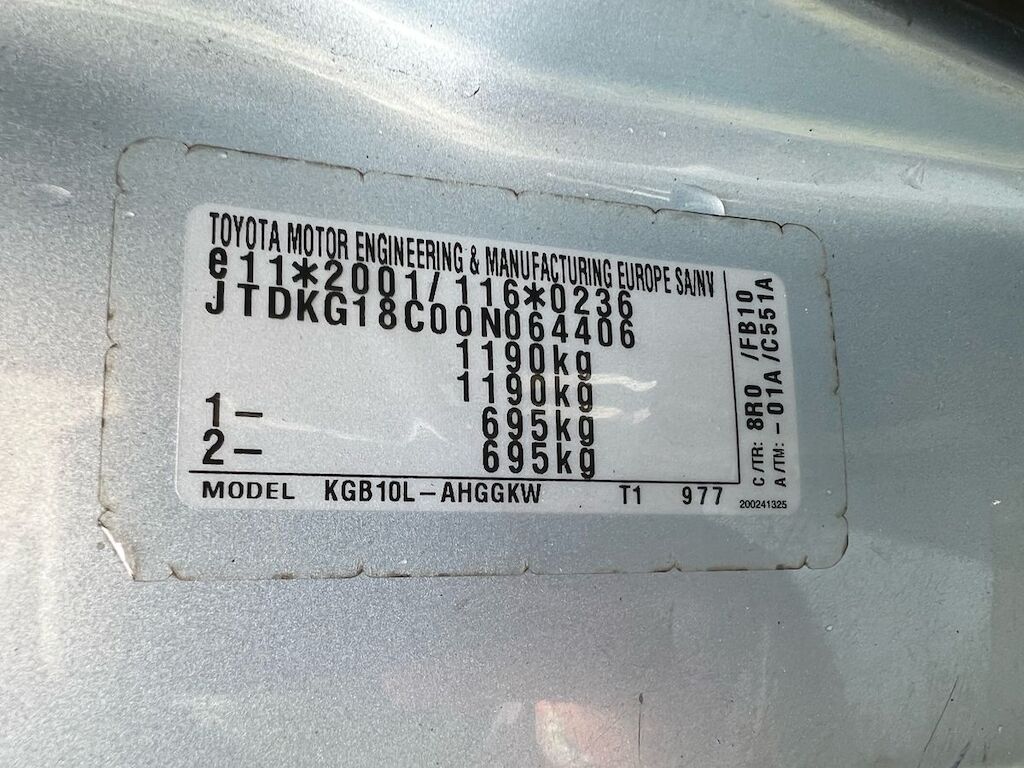 TOYOTA MOTOR ENGINEERING & MANUFACTURING EUROPE SA/NV
e11*2001/116*0236
JTDKG18C00N064406
1190kg
1190kg
1- 695kg
2- 695kg
MODEL KGB10L-AHGGKW T1 977
C/TR: 8R0 /FB10
A/TM: -01A /C551A
200241325